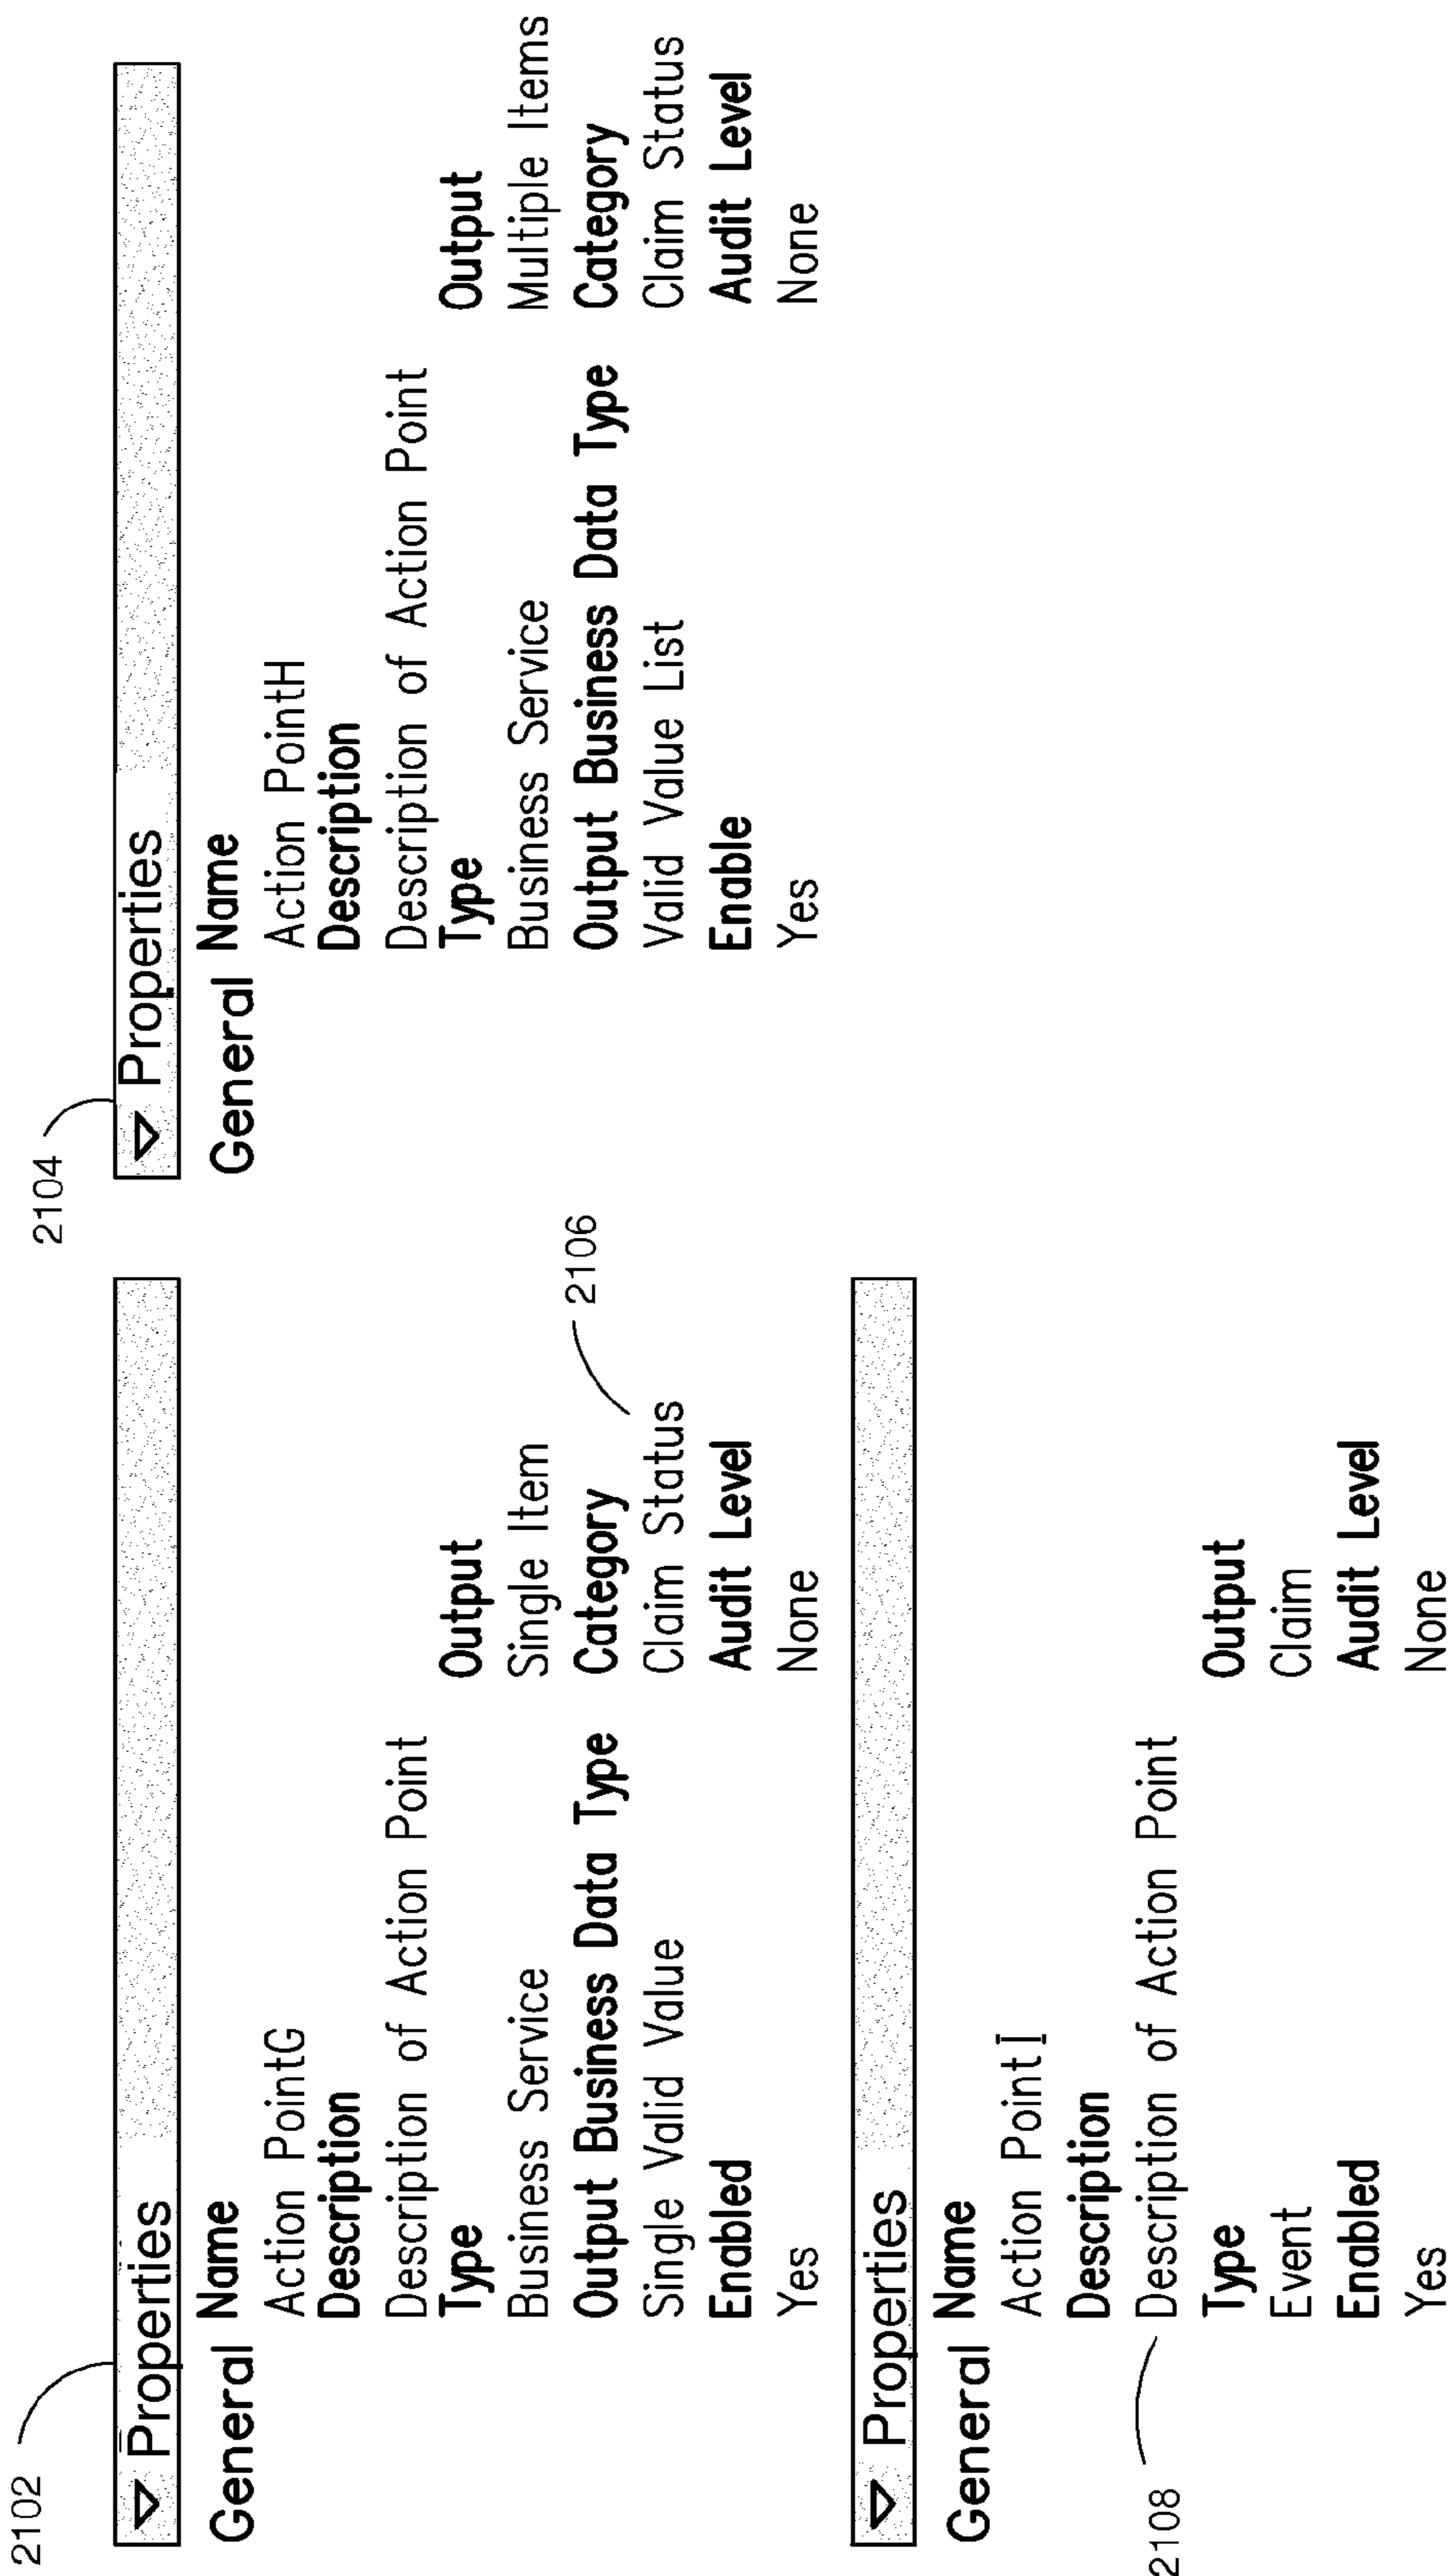 2102
Properties
General Name
Action PointG
Description
Description of Action Point
Type Output
Business Service Single Item
Output Business Data Type Category
Single Valid Value Claim Status
2106
Enabled Audit Level
Yes None
2104
Properties
General Name
Action PointH
Description
Description of Action Point
Type Output
Business Service Multiple Items
Output Business Data Type Category
Valid Value List Claim Status
Enable Audit Level
Yes None
Properties
General Name
Action PointI
Description
2108
Description of Action Point
Type Output
Event Claim
Enabled Audit Level
Yes None